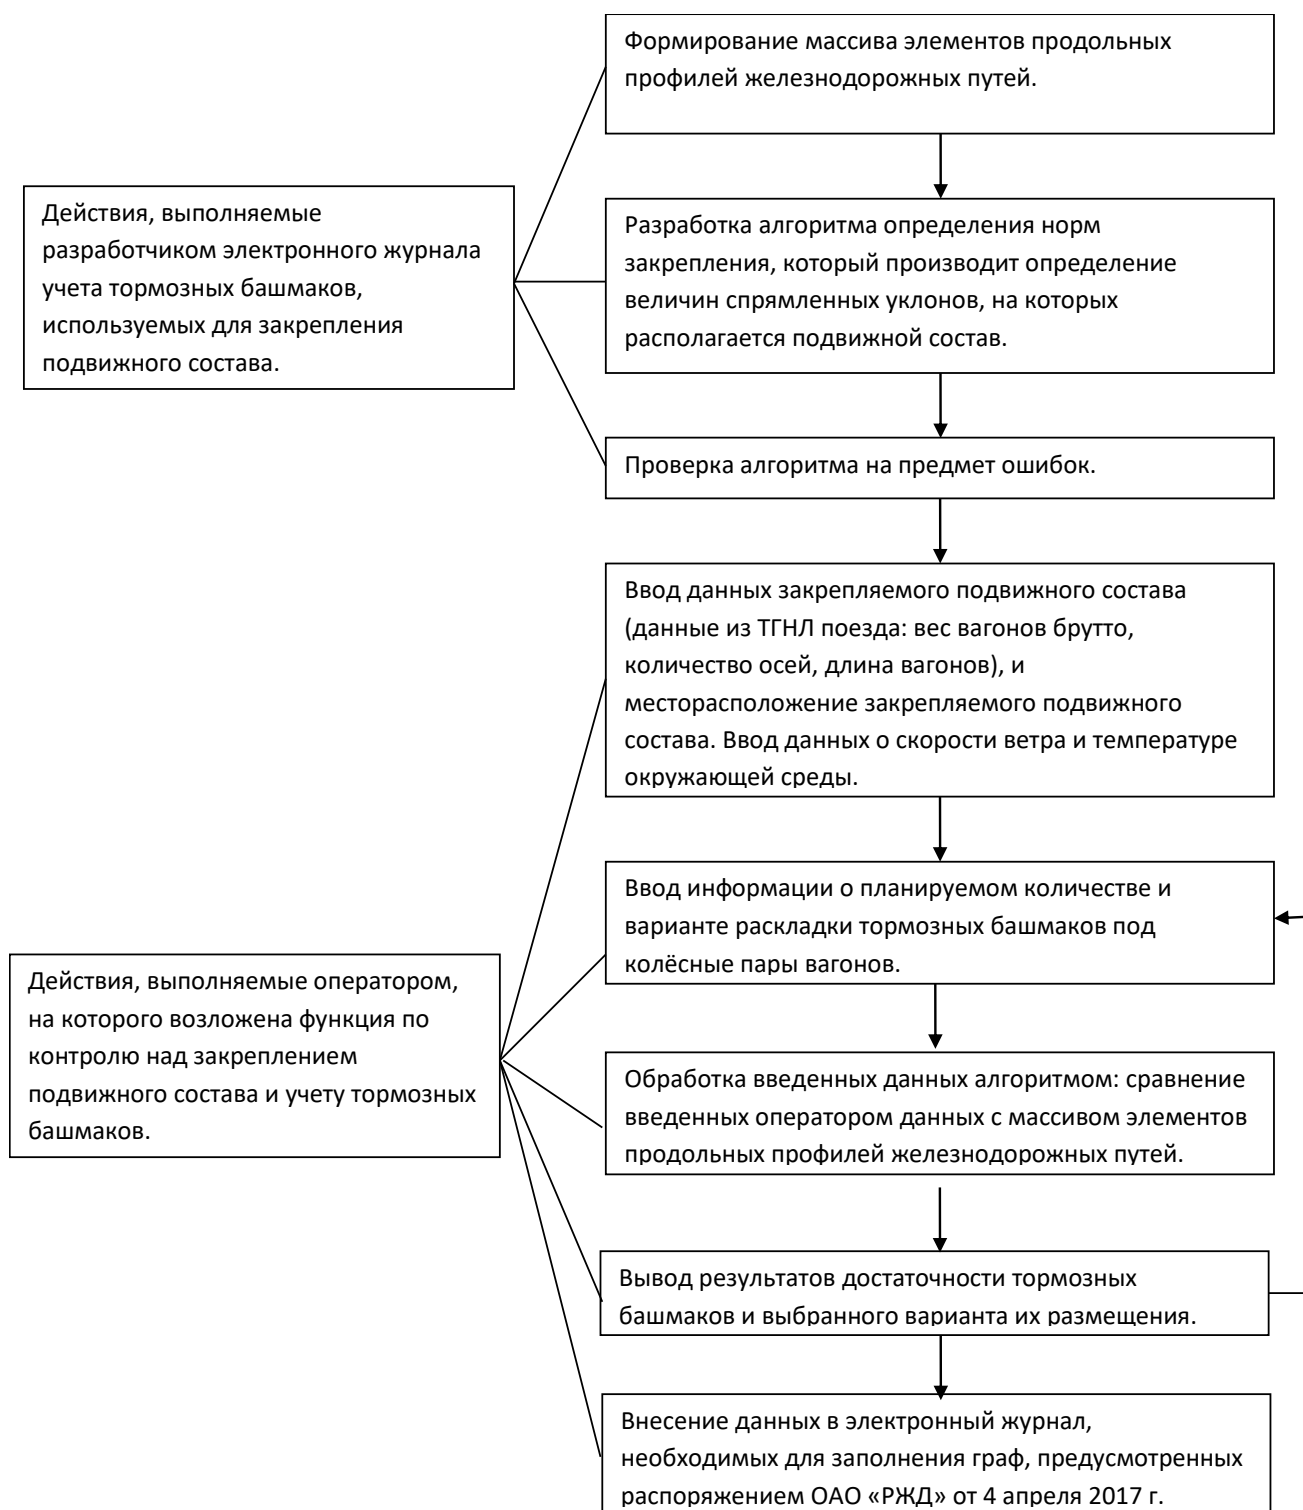 Формирование массива элементов продольных
профилей железнодорожных путей.
Действия, выполняемые
разработчиком электронного журнала
учета тормозных башмаков,
используемых для закрепления
подвижного состава.
Разработка алгоритма определения норм
закрепления, который производит определение
величин спрямленных уклонов, на которых
располагается подвижной состав.
Проверка алгоритма на предмет ошибок.
Ввод данных закрепляемого подвижного состава
(данные из ТГНЛ поезда: вес вагонов брутто,
количество осей, длина вагонов), и
месторасположение закрепляемого подвижного
состава. Ввод данных о скорости ветра и температуре
окружающей среды.
Ввод информации о планируемом количестве и
варианте раскладки тормозных башмаков под
колёсные пары вагонов.
Действия, выполняемые оператором,
на которого возложена функция по
контролю над закреплением
подвижного состава и учету тормозных
башмаков.
Обработка введенных данных алгоритмом: сравнение
введенных оператором данных с массивом элементов
продольных профилей железнодорожных путей.
Вывод результатов достаточности тормозных
башмаков и выбранного варианта их размещения.
Внесение данных в электронный журнал,
необходимых для заполнения граф, предусмотренных
распоряжением ОАО «РЖД» от 4 апреля 2017 г.